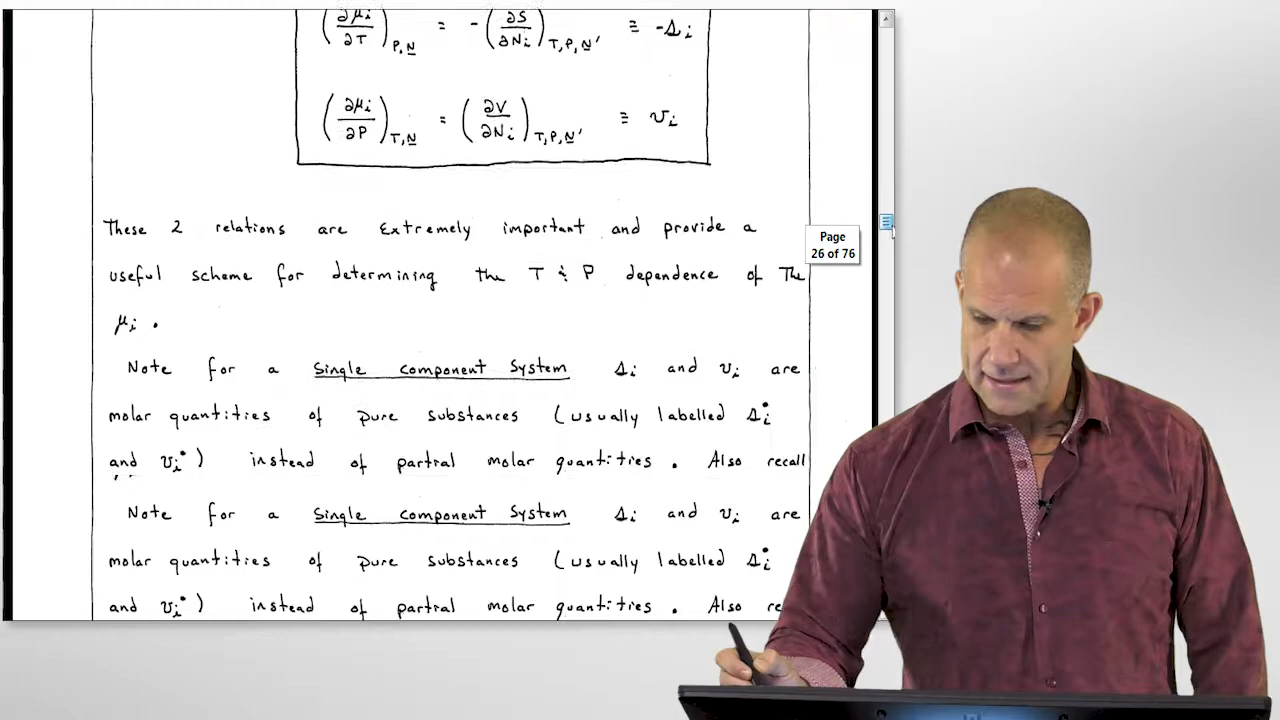 (∂μi/∂T)P,N = -(∂S/∂Ni)T,P,N' ≡ -si
(∂μi/∂P)T,N = (∂V/∂Ni)T,P,N' ≡ vi
These 2 relations are extremely important and provide a
useful scheme for determining the T & P dependence of the
μi.
Note for a single component system si and vi are
molar quantities of pure substances (usually labelled si•
and vi•) instead of partial molar quantities. Also recall
Note for a single component system si and vi are
molar quantities of pure substances (usually labelled si•
and vi•) instead of partial molar quantities. Also
Page
26 of 76